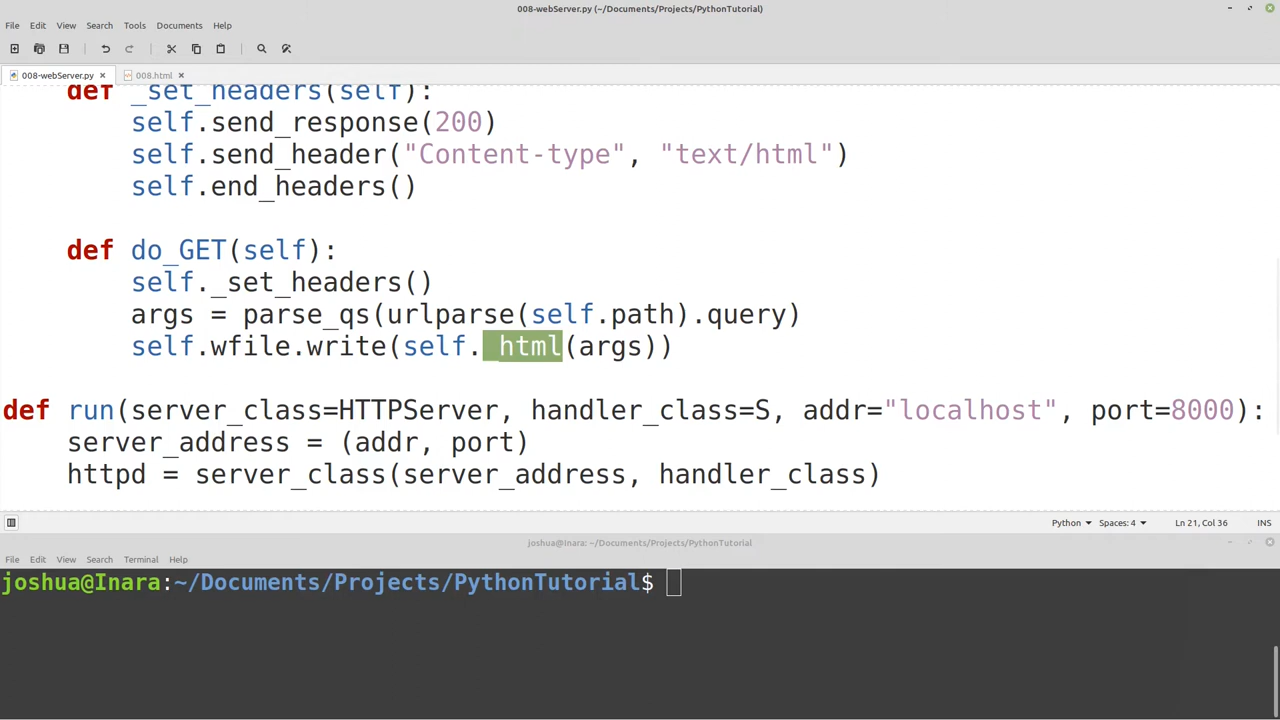 008-webServer.py (~/Documents/Projects/PythonTutorial)
File Edit View Search Tools Documents Help
008-webServer.py × 008.html ×
def _set_headers(self):
self.send_response(200)
self.send_header("Content-type", "text/html")
self.end_headers()
def do_GET(self):
self._set_headers()
args = parse_qs(urlparse(self.path).query)
self.wfile.write(self._html(args))
def run(server_class=HTTPServer, handler_class=S, addr="localhost", port=8000):
server_address = (addr, port)
httpd = server_class(server_address, handler_class)
Python Spaces: 4 Ln 21, Col 36 INS
joshua@Inara: ~/Documents/Projects/PythonTutorial
File Edit View Search Terminal Help
joshua@Inara:~/Documents/Projects/PythonTutorial$